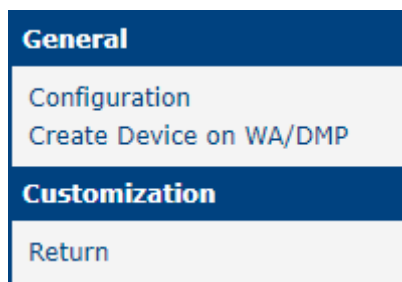 General
Configuration
Create Device on WA/DMP
Customization
Return